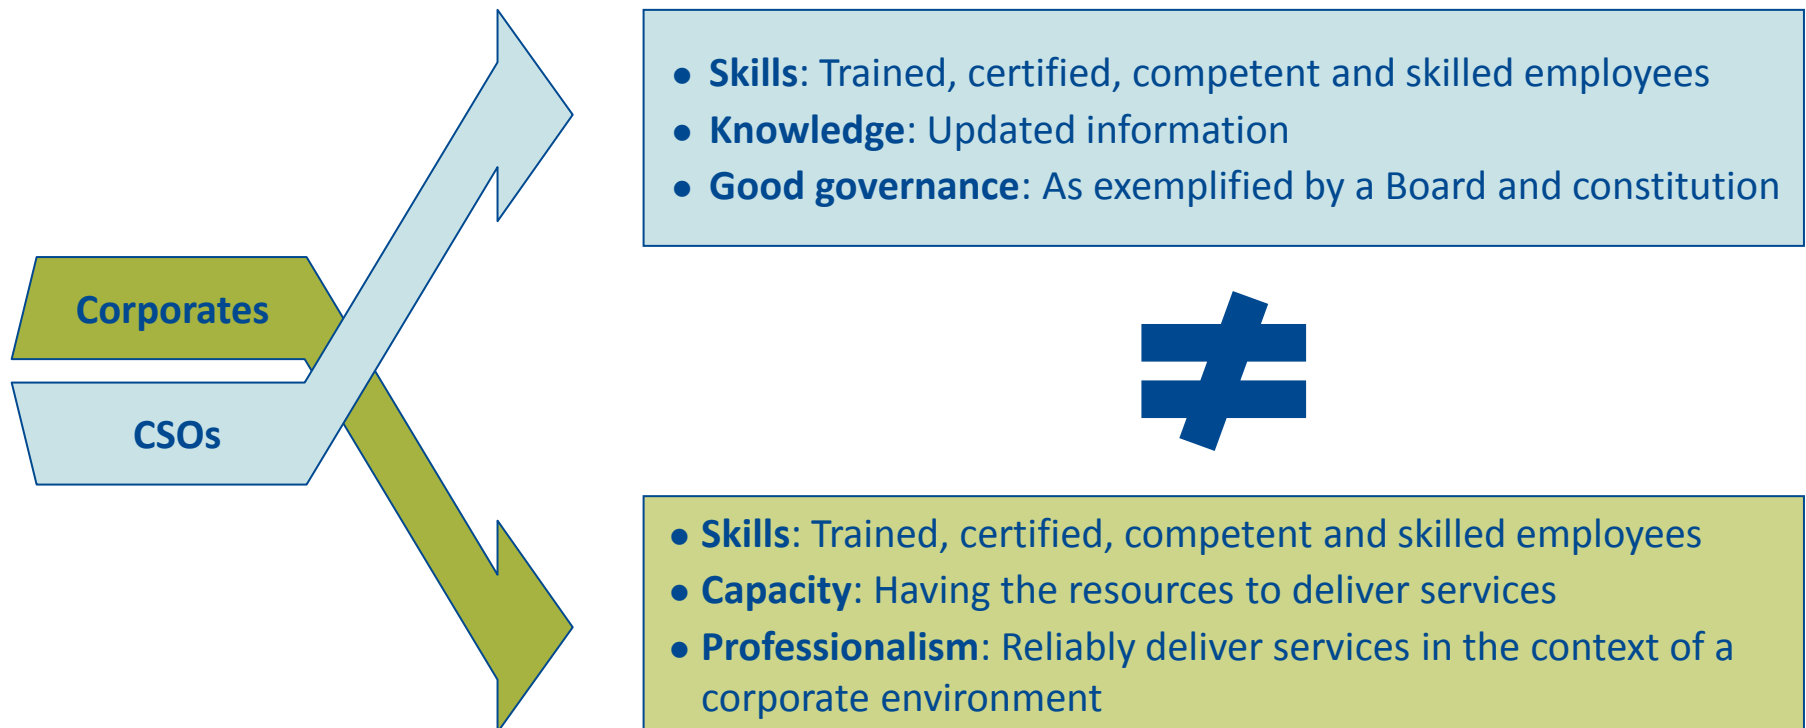 ● Skills: Trained, certified, competent and skilled employees
● Knowledge: Updated information
● Good governance: As exemplified by a Board and constitution
Corporates
CSOs
≠
● Skills: Trained, certified, competent and skilled employees
● Capacity: Having the resources to deliver services
● Professionalism: Reliably deliver services in the context of a
corporate environment